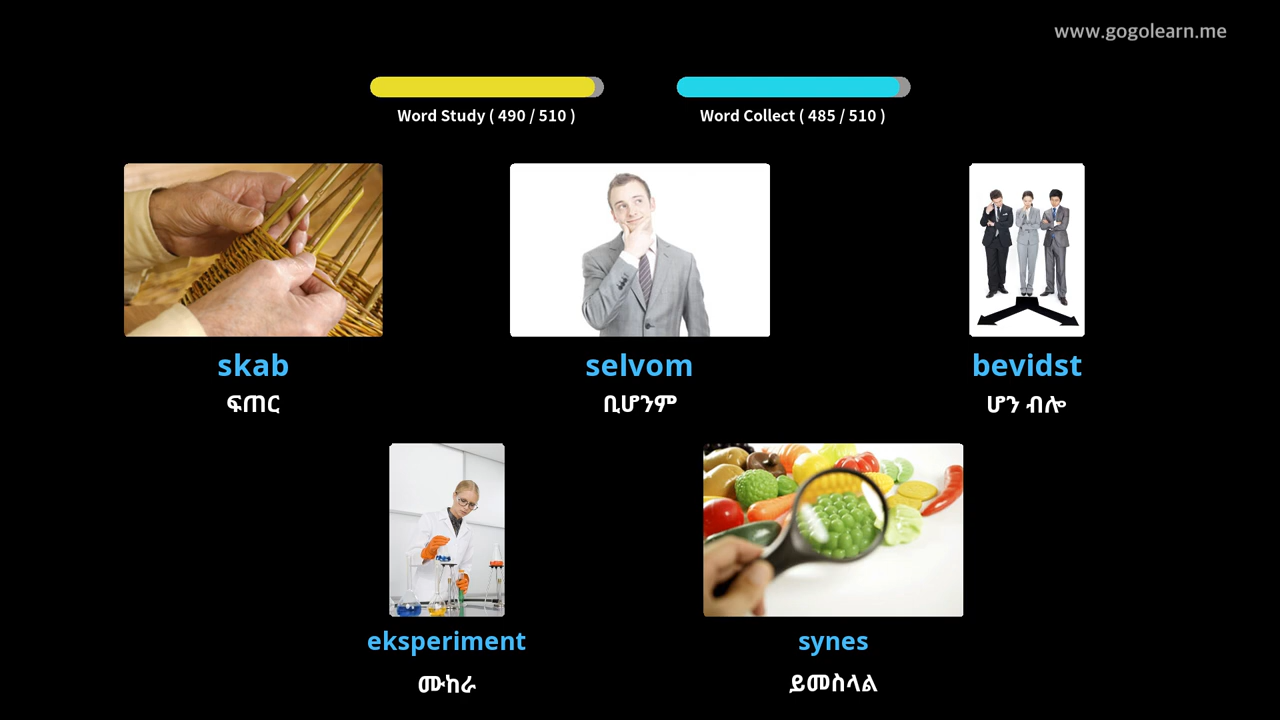 www.gogolearn.me
Word Study ( 490 / 510 )
Word Collect ( 485 / 510 )
skab
ፍጠር
selvom
ቢሆንም
bevidst
ሆን ብሎ
eksperiment
ሙከራ
synes
ይመስላል